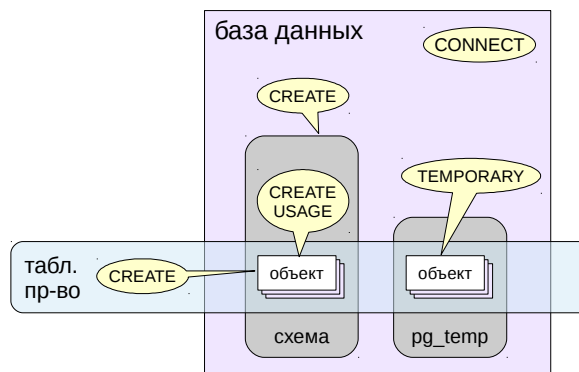 база данных
CONNECT
CREATE
TEMPORARY
CREATE
USAGE
табл.
пр-во
CREATE
объект
объект
схема
pg_temp